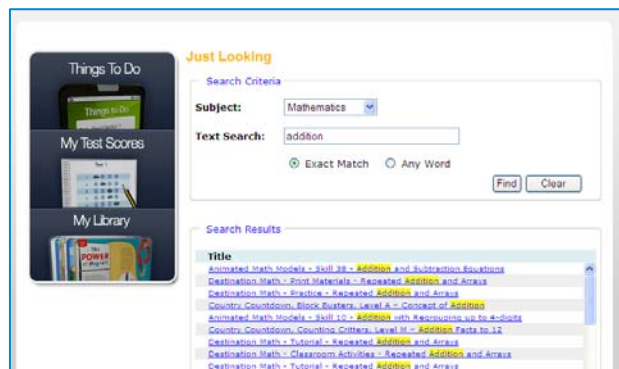 Just Looking
Things To Do
Things to Do
My Test Scores
Test 1
My Library
POWER
Search Criteria
Subject: Mathematics
Text Search: addition
Exact Match Any Word
Find Clear
Search Results
Title
Animated Math Models - Skill 38 - Addition and Subtraction Equations
Destination Math - Print Materials - Repeated Addition and Arrays
Destination Math - Practice - Repeated Addition and Arrays
Country Countdown, Block Busters, Level A - Concept of Addition
Animated Math Models - Skill 10 - Addition with Regrouping up to 4-digits
Country Countdown, Counting Critters, Level M - Addition Facts to 12
Destination Math - Tutorial - Repeated Addition and Arrays
Destination Math - Classroom Activities - Repeated Addition and Arrays
Destination Math - Tutorial - Repeated Addition and Arrays